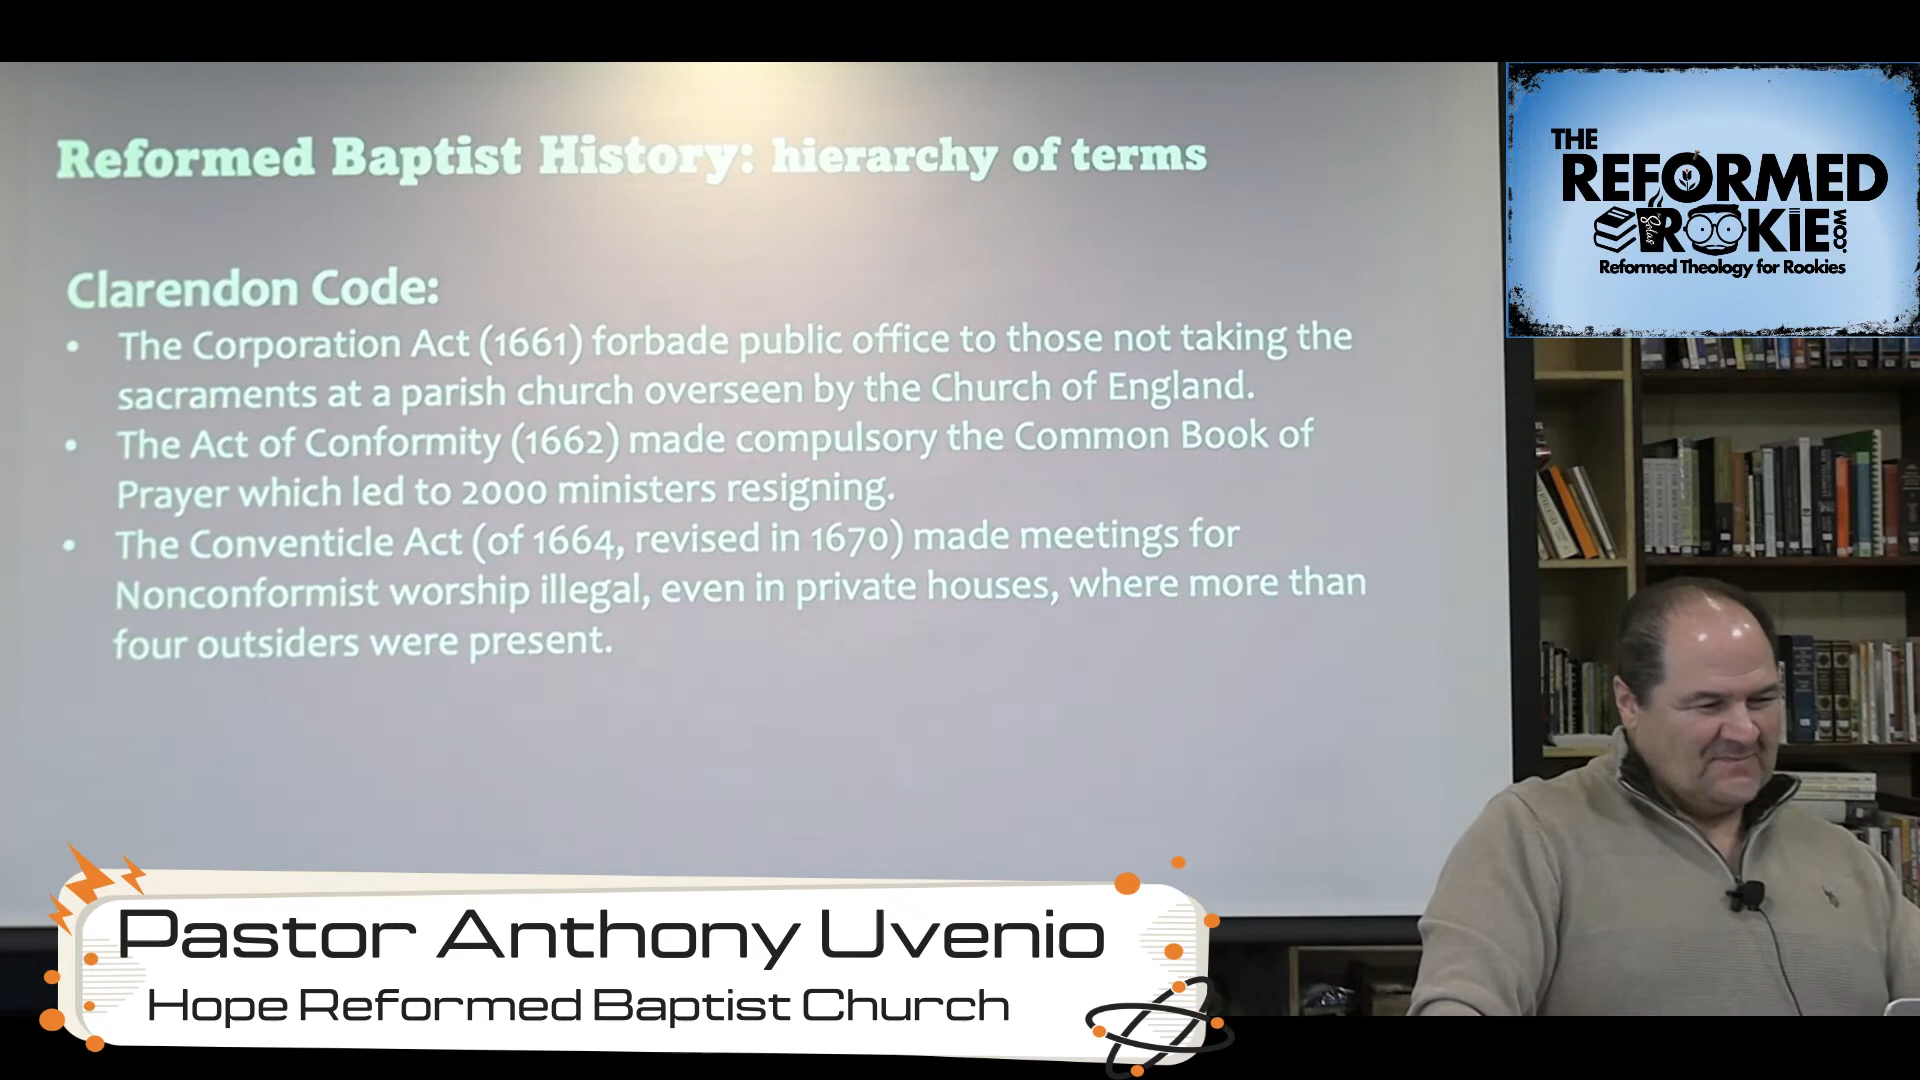 Reformed Baptist History: hierarchy of terms
Clarendon Code:
• The Corporation Act (1661) forbade public office to those not taking the
sacraments at a parish church overseen by the Church of England.
• The Act of Conformity (1662) made compulsory the Common Book of
Prayer which led to 2000 ministers resigning.
• The Conventicle Act (of 1664, revised in 1670) made meetings for
Nonconformist worship illegal, even in private houses, where more than
four outsiders were present.
THE
REFORMED
ROOKIE
.COM
Solas
Reformed Theology for Rookies
Pastor Anthony Uvenio
Hope Reformed Baptist Church